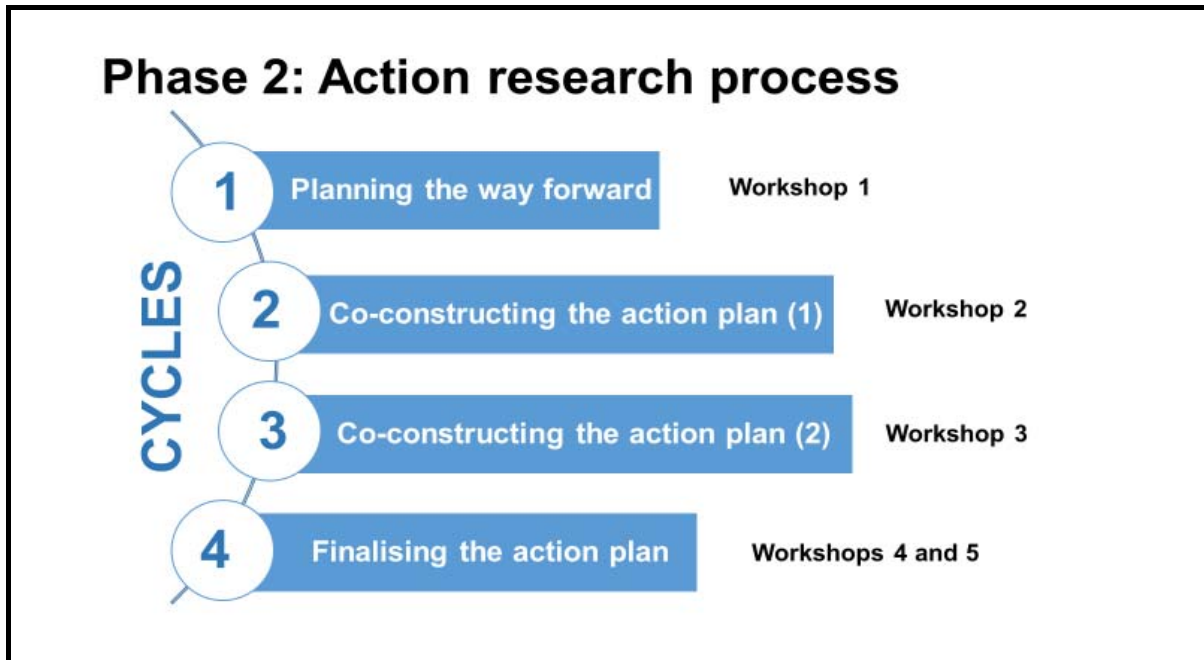 Phase 2: Action research process
CYCLES
1
Planning the way forward
Workshop 1
2
Co-constructing the action plan (1)
Workshop 2
3
Co-constructing the action plan (2)
Workshop 3
4
Finalising the action plan
Workshops 4 and 5